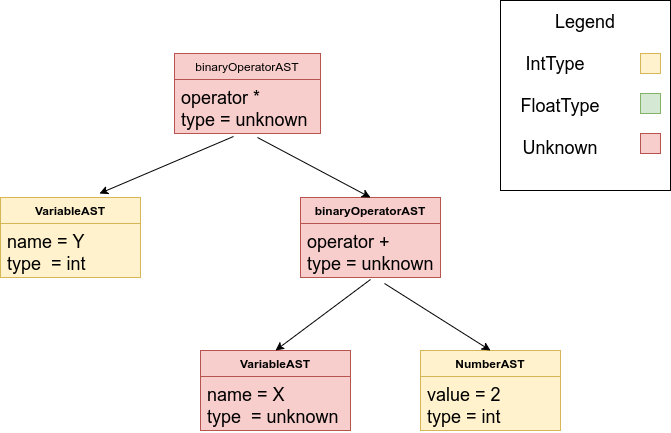 Legend
IntType
FloatType
Unknown
binaryOperatorAST
operator *
type = unknown
VariableAST
name = Y
type  = int
binaryOperatorAST
operator +
type = unknown
VariableAST
name = X
type  = unknown
NumberAST
value = 2
type = int